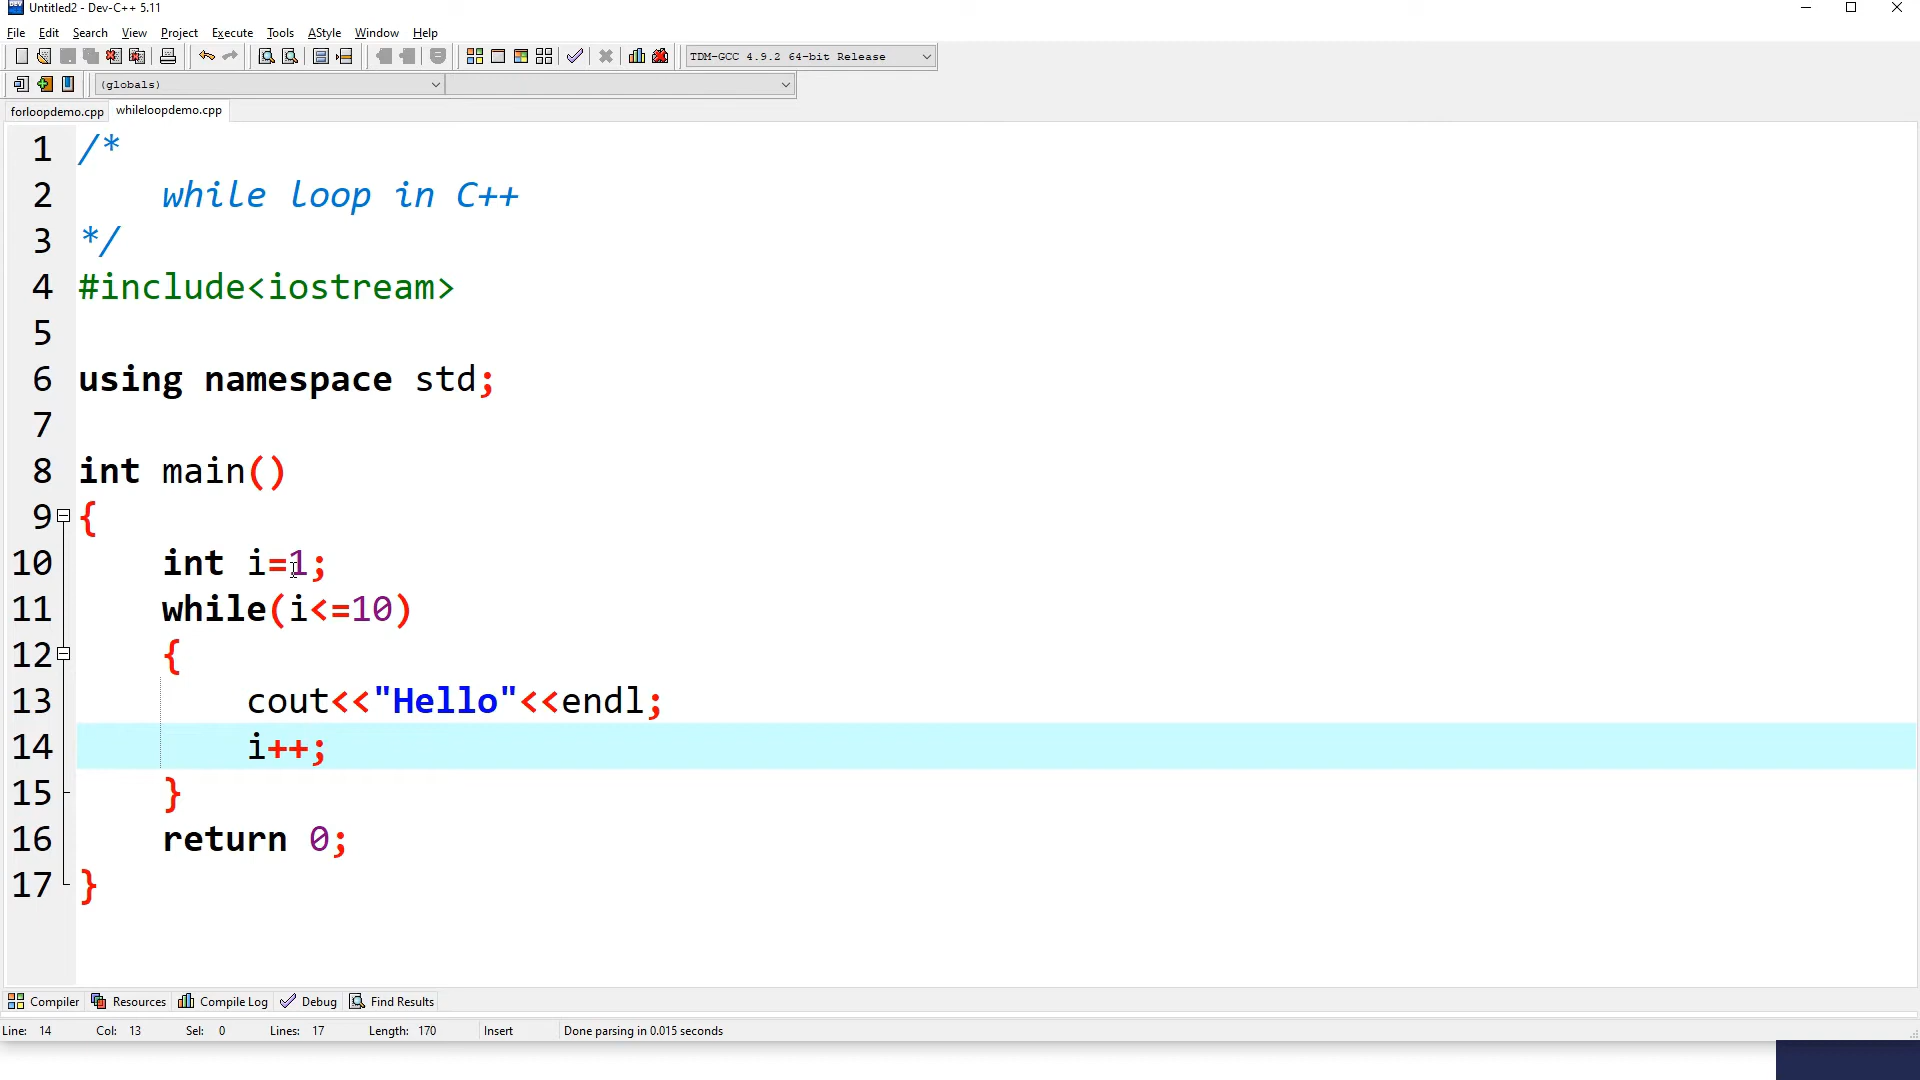 Untitled2 - Dev-C++ 5.11
File Edit Search View Project Execute Tools AStyle Window Help
TDM-GCC 4.9.2 64-bit Release
(globals)
forloopdemo.cpp whileloopdemo.cpp
1 /*
2 while loop in C++
3 */
4 #include<iostream>
5
6 using namespace std;
7
8 int main()
9 {
10 int i=1;
11 while(i<=10)
12 {
13 cout<<"Hello"<<endl;
14 i++;
15 }
16 return 0;
17 }
Compiler Resources Compile Log Debug Find Results
Line: 14 Col: 13 Sel: 0 Lines: 17 Length: 170 Insert Done parsing in 0.015 seconds